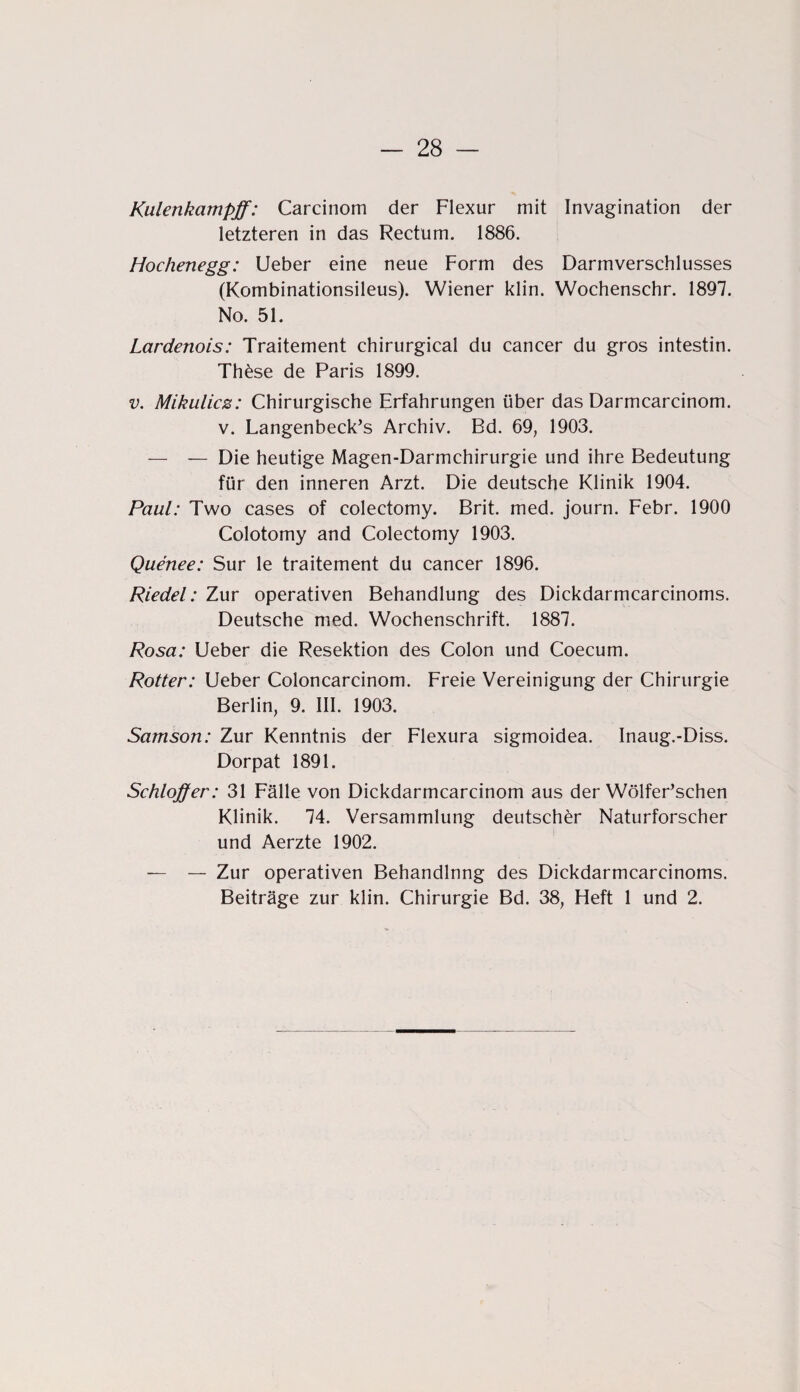 — 28 —
Kulenkampff: Carcinom der Flexur mit Invagination der
letzteren in das Rectum. 1886.
Hochenegg: Ueber eine neue Form des Darmverschlusses
(Kombinationsileus). Wiener klin. Wochenschr. 1897.
No. 51.
Lardenois: Traitement chirurgical du cancer du gros intestin.
Thèse de Paris 1899.
v. Mikulicz: Chirurgische Erfahrungen über das Darmcarcinom.
v. Langenbeck’s Archiv. Bd. 69, 1903.
— — Die heutige Magen-Darmchirurgie und ihre Bedeutung
für den inneren Arzt. Die deutsche Klinik 1904.
Paul: Two cases of colectomy. Brit. med. journ. Febr. 1900
Colotomy and Colectomy 1903.
Quénee: Sur le traitement du cancer 1896.
Riedel: Zur operativen Behandlung des Dickdarmcarcinoms.
Deutsche med. Wochenschrift. 1887.
Rosa: Ueber die Resektion des Colon und Coecum.
Rotter: Ueber Coloncarcinom. Freie Vereinigung der Chirurgie
Berlin, 9. III. 1903.
Samson: Zur Kenntnis der Flexura sigmoidea. Inaug.-Diss.
Dorpat 1891.
Schloffer: 31 Fälle von Dickdarmcarcinom aus der Wölfer’schen
Klinik. 74. Versammlung deutschèr Naturforscher
und Aerzte 1902.
— — Zur operativen Behandlnng des Dickdarmcarcinoms.
Beiträge zur klin. Chirurgie Bd. 38, Heft 1 und 2.